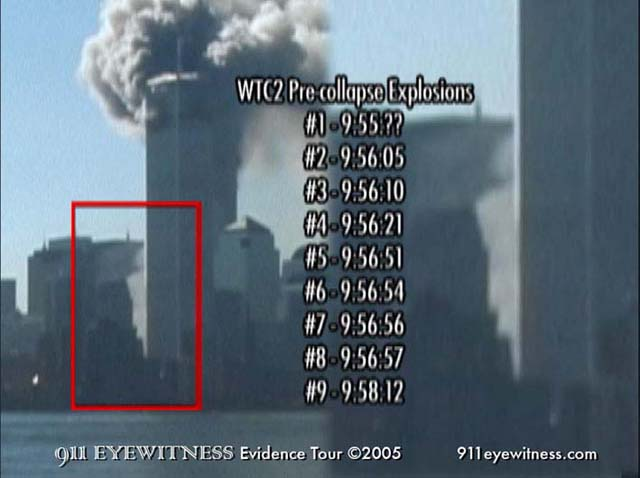 WTC2 Pre-collapse Explosions
#1 - 9:55:??
#2 - 9:56:05
#3 - 9:56:10
#4 - 9:56:21
#5 - 9:56:51
#6 - 9:56:54
#7 - 9:56:56
#8 - 9:56:57
#9 - 9:58:12
911 EYEWITNESS Evidence Tour ©2005 911eyewitness.com